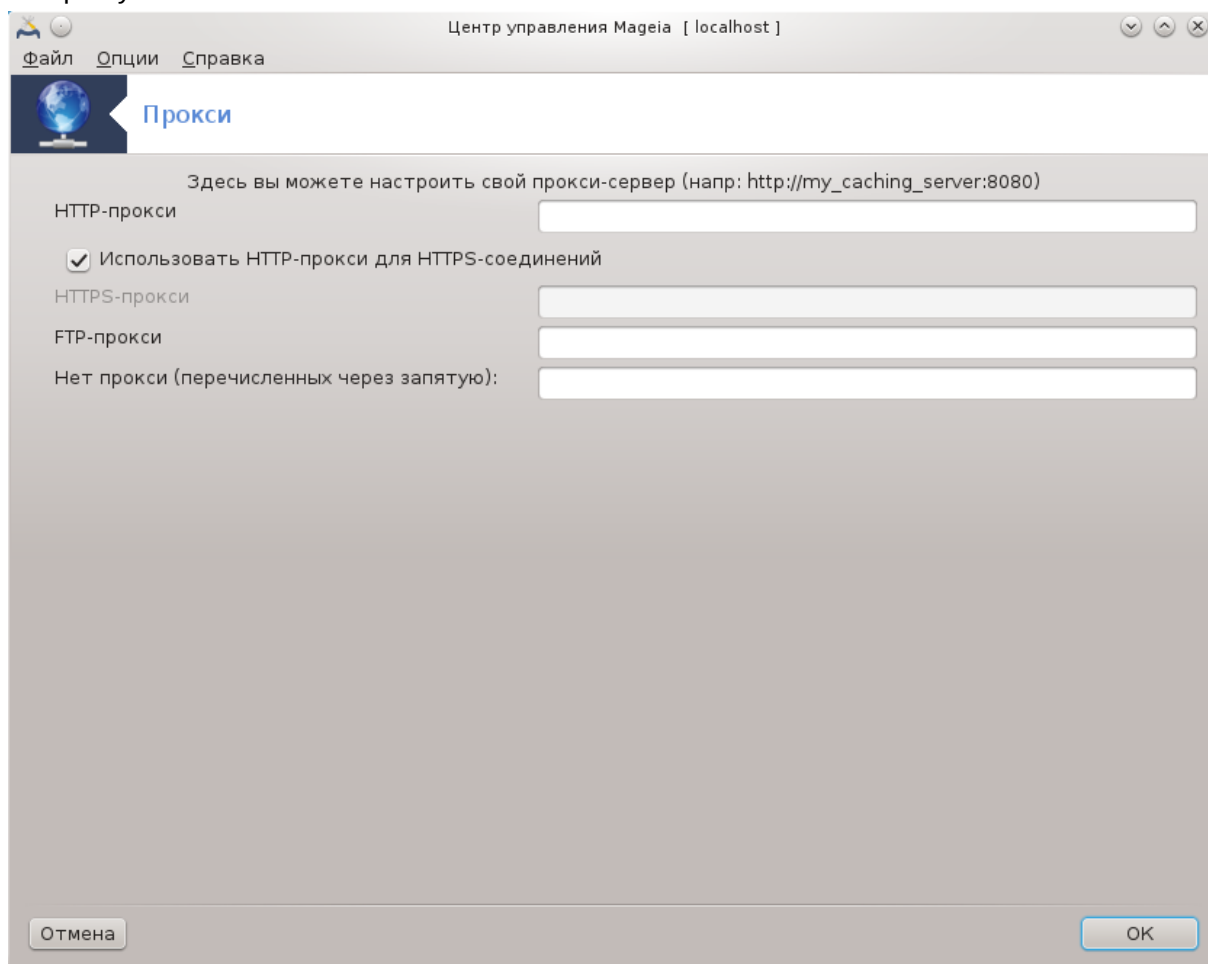 Центр управления Mageia [ localhost ]
Файл Опции Справка
Прокси
Здесь вы можете настроить свой прокси-сервер (напр: http://my_caching_server:8080)
HTTP-прокси
Использовать HTTP-прокси для HTTPS-соединений
HTTPS-прокси
FTP-прокси
Нет прокси (перечисленных через запятую):
Отмена OK